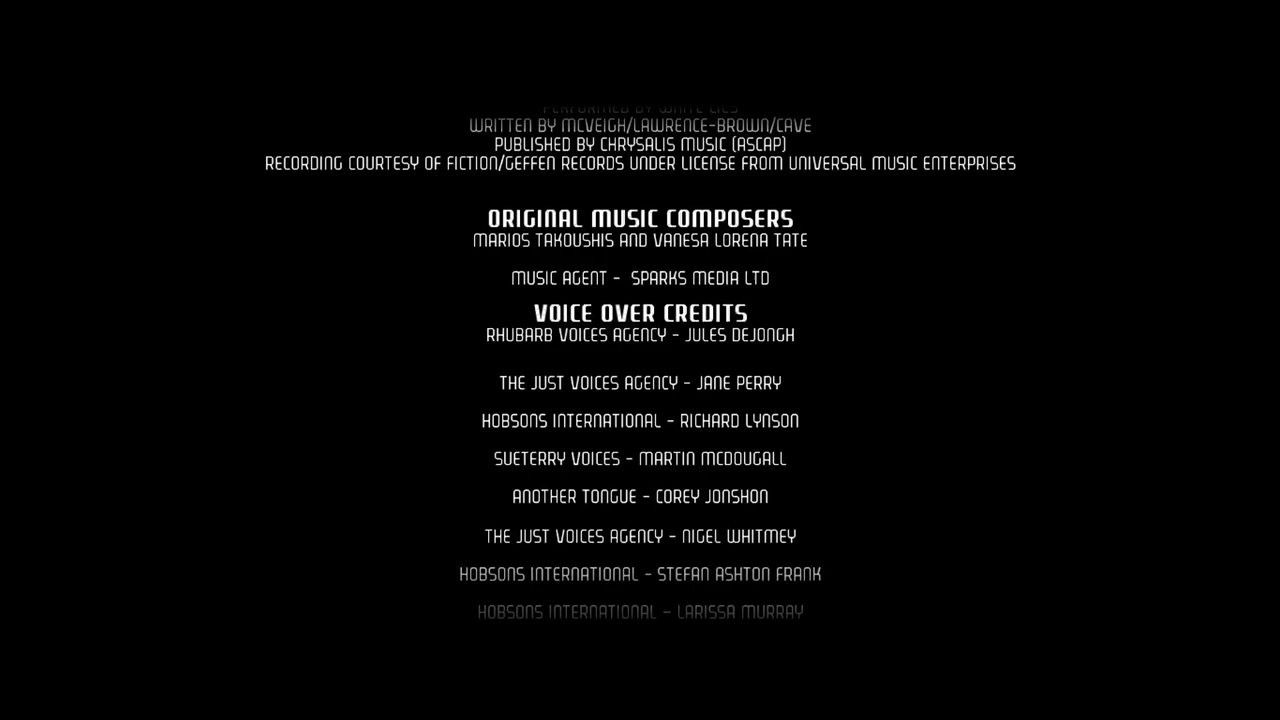 PERFORMED BY WHITE LIES
WRITTEN BY MCVEIGH/LAWRENCE-BROWN/CAVE
PUBLISHED BY CHRYSALIS MUSIC (ASCAP)
RECORDING COURTESY OF FICTION/GEFFEN RECORDS UNDER LICENSE FROM UNIVERSAL MUSIC ENTERPRISES
ORIGINAL MUSIC COMPOSERS
MARIOS TAKOUSHIS AND VANESA LORENA TATE
MUSIC AGENT - SPARKS MEDIA LTD
VOICE OVER CREDITS
RHUBARB VOICES AGENCY - JULES DEJONGH
THE JUST VOICES AGENCY - JANE PERRY
HOBSONS INTERNATIONAL - RICHARD LYNSON
SUETERRY VOICES - MARTIN MCDOUGALL
ANOTHER TONGUE - COREY JONSHON
THE JUST VOICES AGENCY - NIGEL WHITMEY
HOBSONS INTERNATIONAL - STEFAN ASHTON FRANK
HOBSONS INTERNATIONAL - LARISSA MURRAY